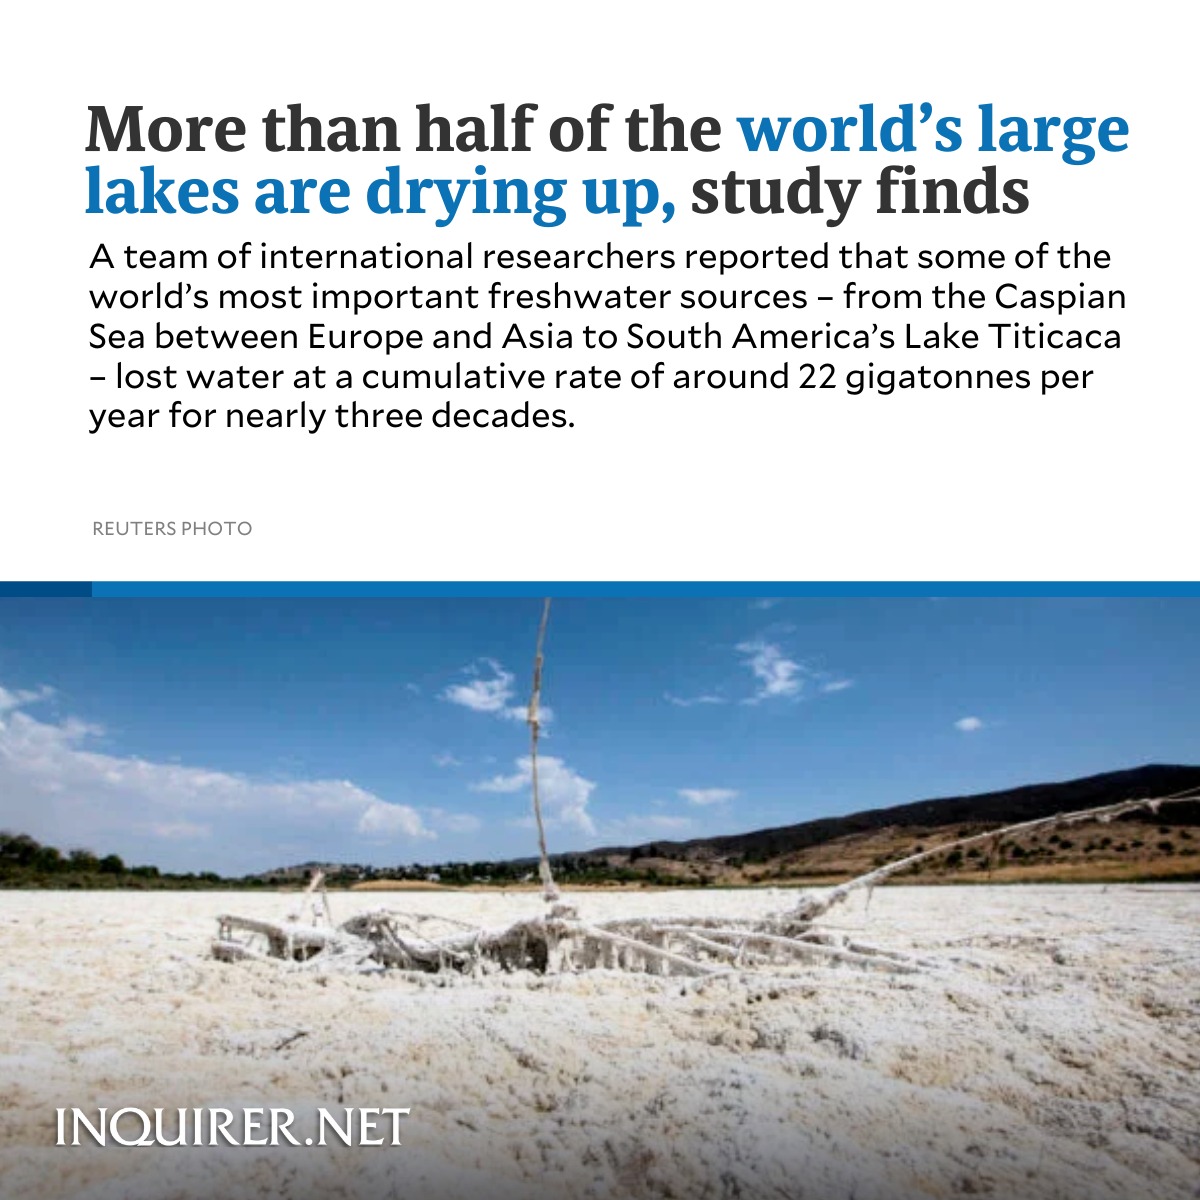 More than half of the world’s large
lakes are drying up, study finds
A team of international researchers reported that some of the
world’s most important freshwater sources – from the Caspian
Sea between Europe and Asia to South America’s Lake Titicaca
– lost water at a cumulative rate of around 22 gigatonnes per
year for nearly three decades.
REUTERS PHOTO
INQUIRER.NET